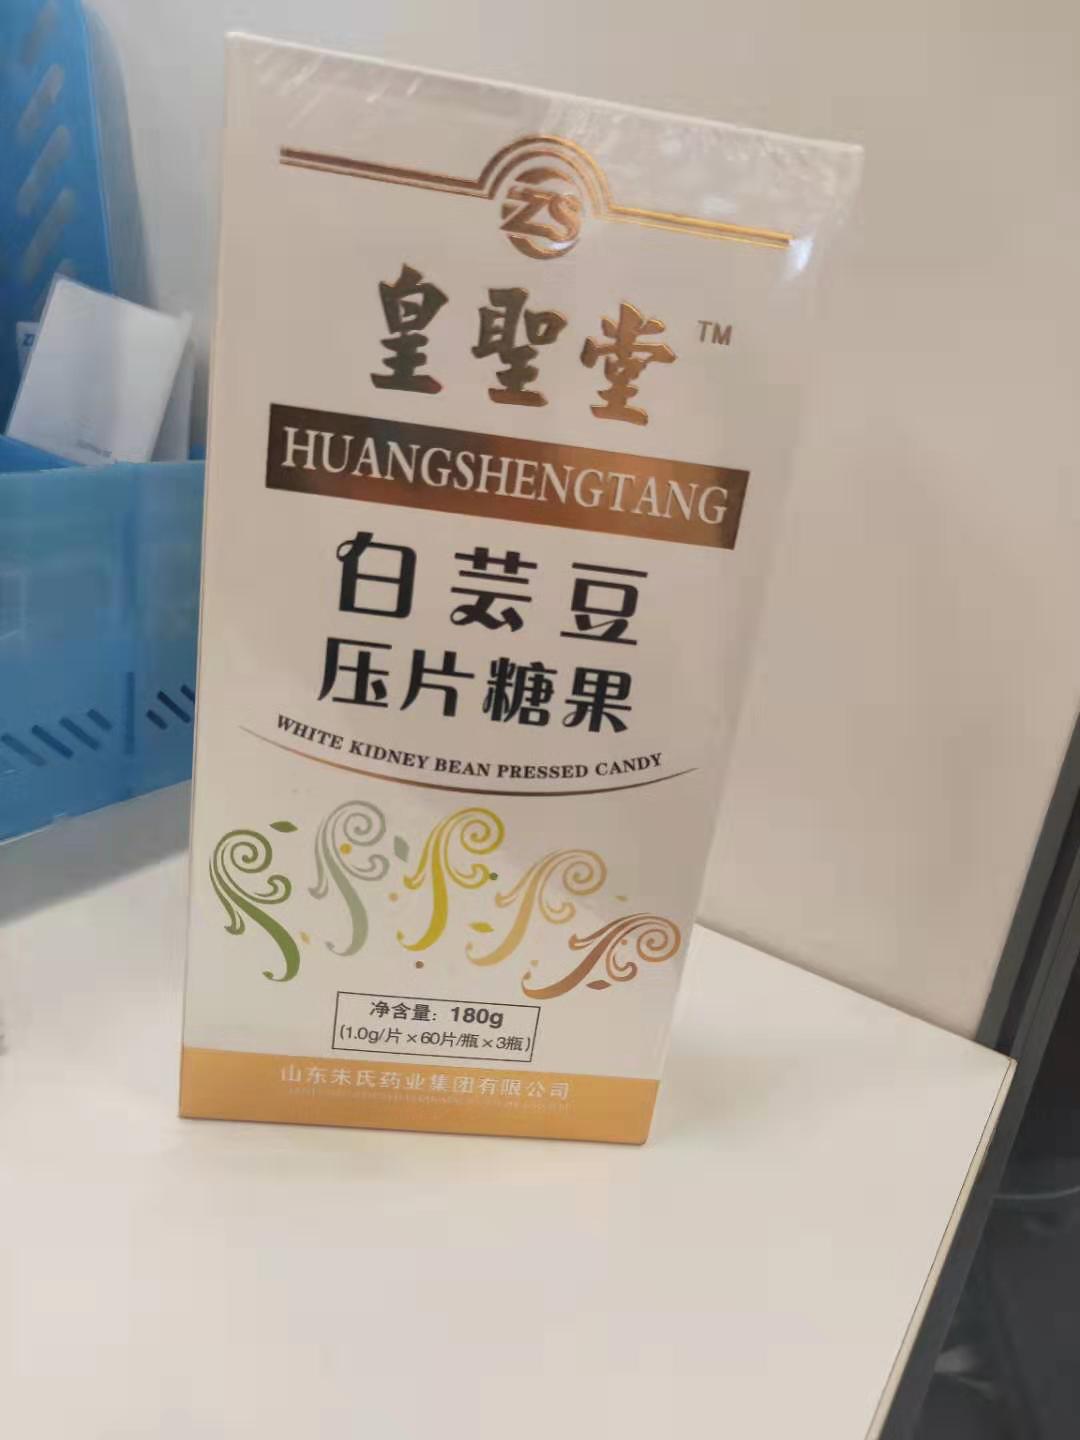 ZS
皇聖堂 TM
HUANGSHENGTANG
白芸豆
压片糖果
WHITE KIDNEY BEAN PRESSED CANDY
净含量：180g
(1.0g/片×60片/瓶×3瓶)
山东朱氏药业集团有限公司